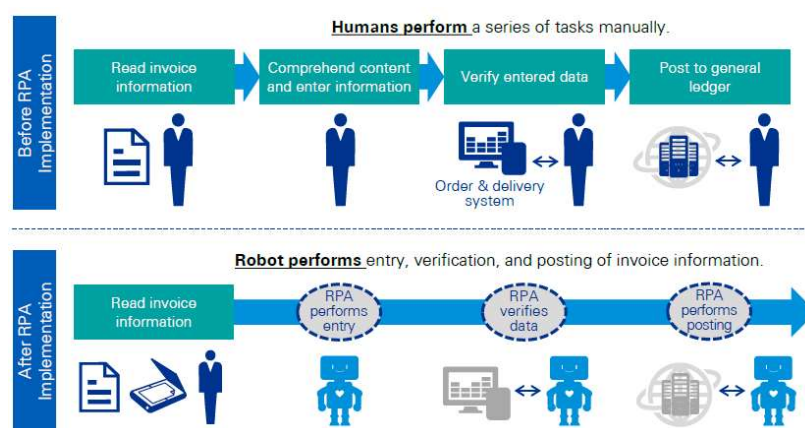 Before RPA
Implementation
Humans perform a series of tasks manually.
Read invoice
information
Comprehend content
and enter information
Verify entered data
Post to general
ledger
Order & delivery
system
After RPA
Implementation
Robot performs entry, verification, and posting of invoice information.
Read invoice
information
RPA
performs
entry
RPA
verifies
data
RPA
performs
posting